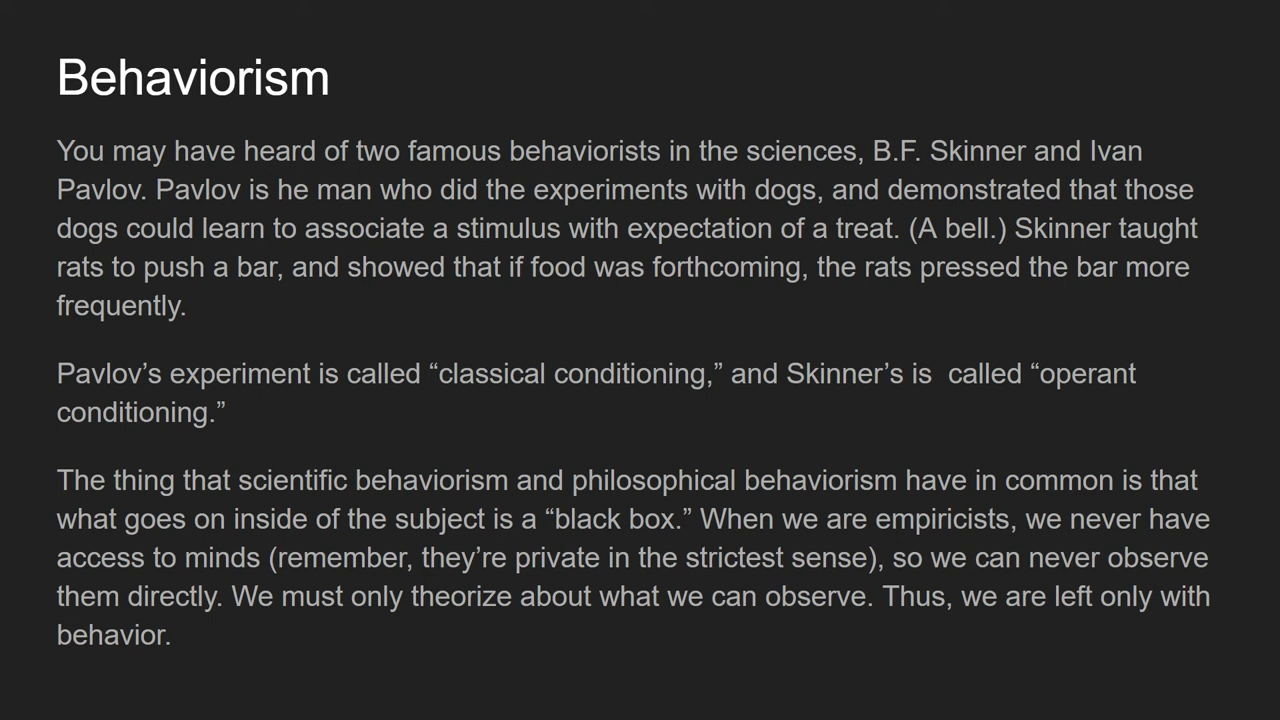 Behaviorism
You may have heard of two famous behaviorists in the sciences, B.F. Skinner and Ivan
Pavlov. Pavlov is he man who did the experiments with dogs, and demonstrated that those
dogs could learn to associate a stimulus with expectation of a treat. (A bell.) Skinner taught
rats to push a bar, and showed that if food was forthcoming, the rats pressed the bar more
frequently.
Pavlov’s experiment is called “classical conditioning,” and Skinner’s is  called “operant
conditioning.”
The thing that scientific behaviorism and philosophical behaviorism have in common is that
what goes on inside of the subject is a “black box.” When we are empiricists, we never have
access to minds (remember, they’re private in the strictest sense), so we can never observe
them directly. We must only theorize about what we can observe. Thus, we are left only with
behavior.